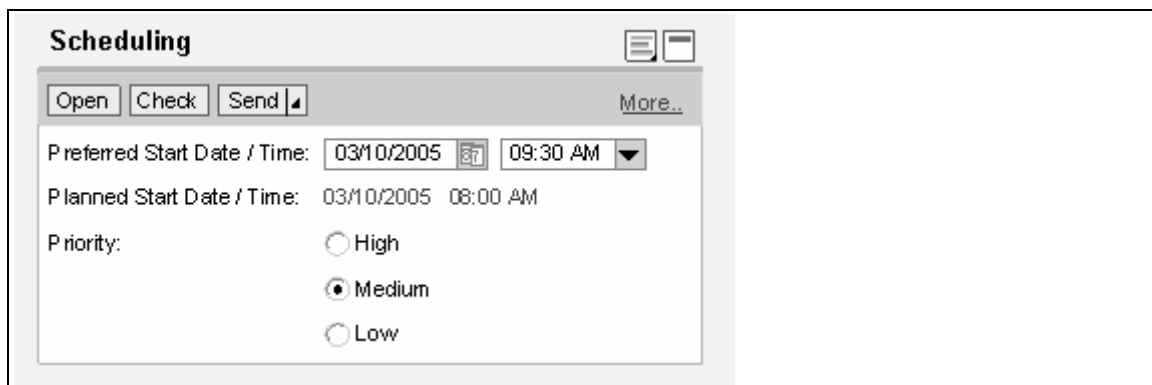 Scheduling
Open Check Send More..
Preferred Start Date / Time: 03/10/2005 09:30 AM
Planned Start Date / Time: 03/10/2005 08:00 AM
Priority: High
Medium
Low